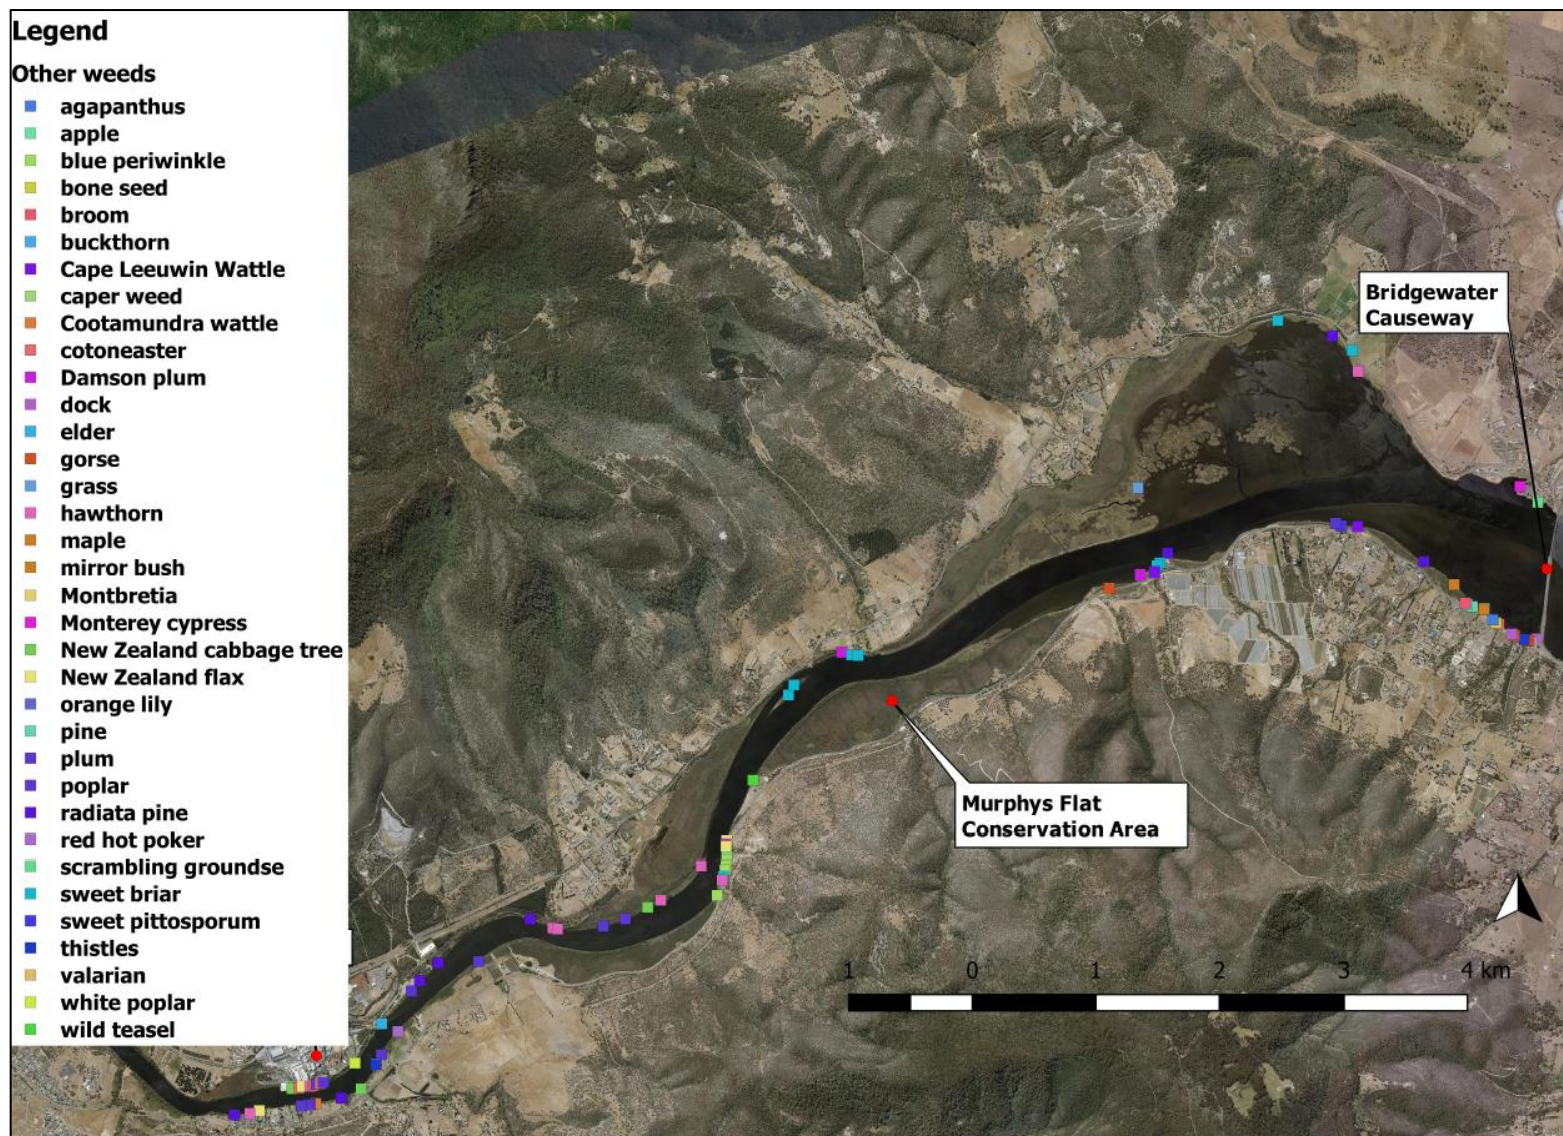 Legend
Other weeds
agapanthus
apple
blue periwinkle
bone seed
broom
buckthorn
Cape Leeuwin Wattle
caper weed
Cootamundra wattle
cotoneaster
Damson plum
dock
elder
gorse
grass
hawthorn
maple
mirror bush
Montbretia
Monterey cypress
New Zealand cabbage tree
New Zealand flax
orange lily
pine
plum
poplar
radiata pine
red hot poker
scrambling groundse
sweet briar
sweet pittosporum
thistles
valarian
white poplar
wild teasel
Bridgewater
Causeway
Murphys Flat
Conservation Area
1 0 1 2 3 4 km